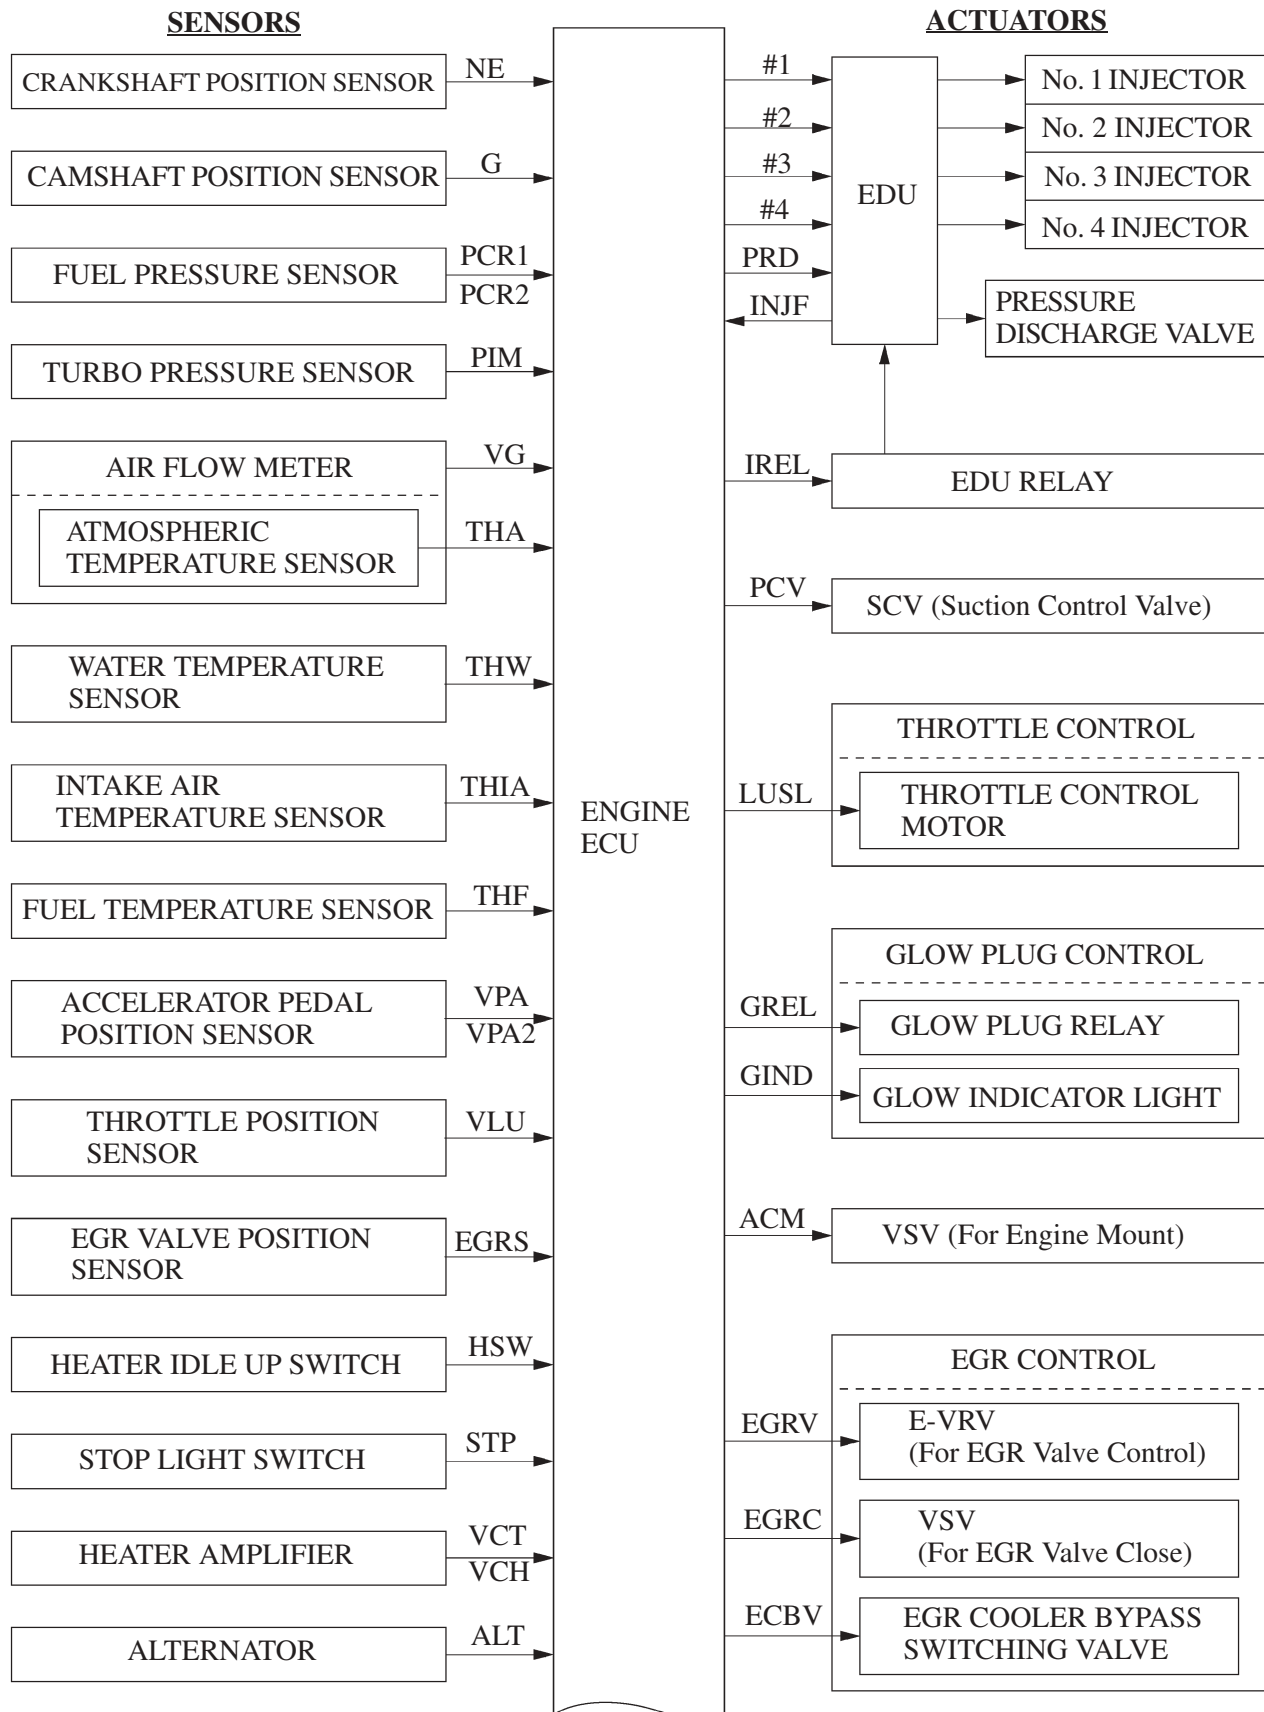 SENSORS
CRANKSHAFT POSITION SENSOR
NE
CAMSHAFT POSITION SENSOR
G
FUEL PRESSURE SENSOR
PCR1
PCR2
TURBO PRESSURE SENSOR
PIM
AIR FLOW METER
VG
ATMOSPHERIC
TEMPERATURE SENSOR
THA
WATER TEMPERATURE
SENSOR
THW
INTAKE AIR
TEMPERATURE SENSOR
THIA
FUEL TEMPERATURE SENSOR
THF
ACCELERATOR PEDAL
POSITION SENSOR
VPA
VPA2
THROTTLE POSITION
SENSOR
VLU
EGR VALVE POSITION
SENSOR
EGRS
HEATER IDLE UP SWITCH
HSW
STOP LIGHT SWITCH
STP
HEATER AMPLIFIER
VCT
VCH
ALTERNATOR
ALT
ENGINE
ECU
ACTUATORS
#1
#2
#3
#4
PRD
INJF
EDU
No. 1 INJECTOR
No. 2 INJECTOR
No. 3 INJECTOR
No. 4 INJECTOR
PRESSURE
DISCHARGE VALVE
IREL
EDU RELAY
PCV
SCV (Suction Control Valve)
THROTTLE CONTROL
LUSL
THROTTLE CONTROL
MOTOR
GLOW PLUG CONTROL
GREL
GLOW PLUG RELAY
GIND
GLOW INDICATOR LIGHT
ACM
VSV (For Engine Mount)
EGR CONTROL
EGRV
E-VRV
(For EGR Valve Control)
EGRC
VSV
(For EGR Valve Close)
ECBV
EGR COOLER BYPASS
SWITCHING VALVE